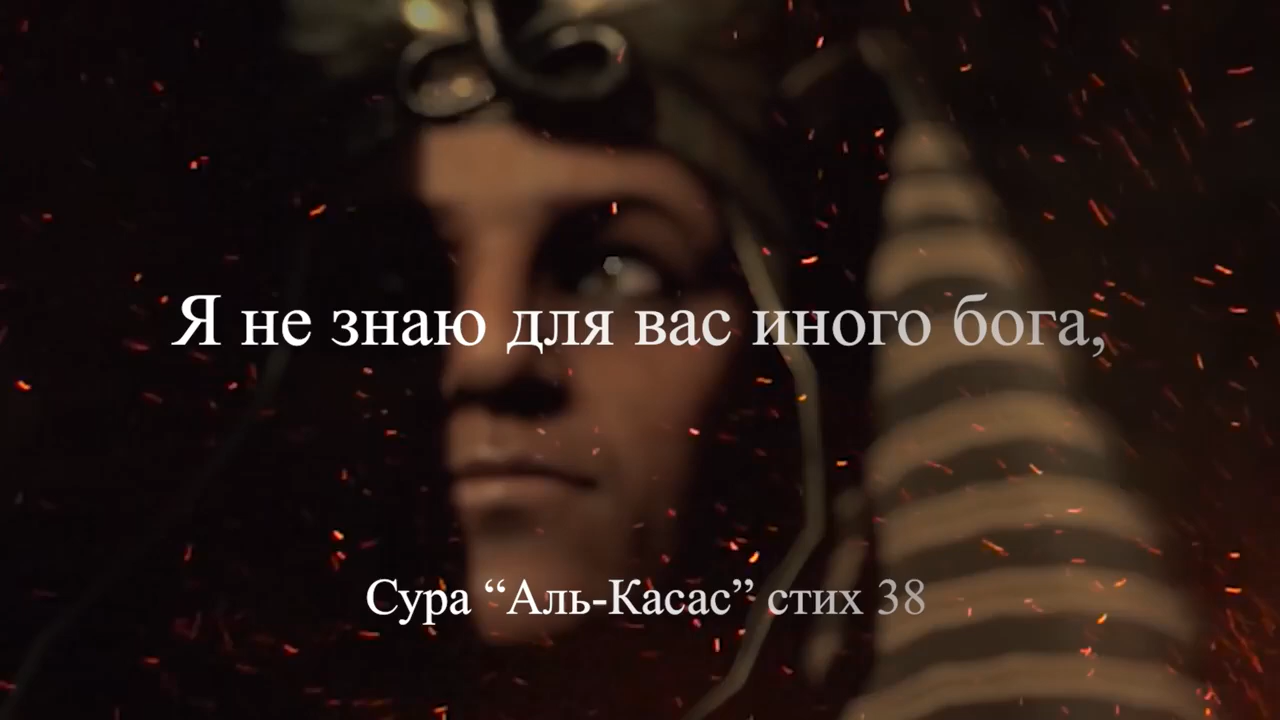 Я не знаю для вас иного бога,
Сура “Аль-Касас” стих 38